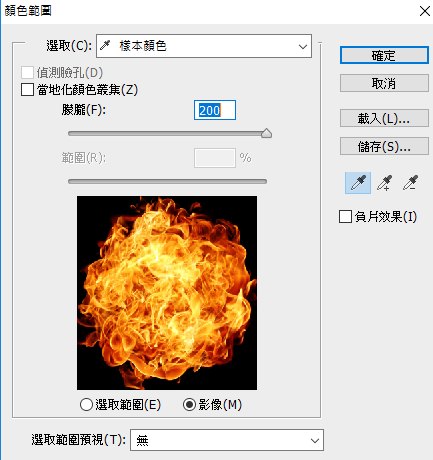 顏色範圍
選取(C): 樣本顏色
確定
偵測臉孔(D)
取消
當地化顏色叢集(Z)
朦朧(F): 200
載入(L)...
範圍(R): %
儲存(S)...
負片效果(I)
選取範圍(E) 影像(M)
選取範圍預視(T): 無